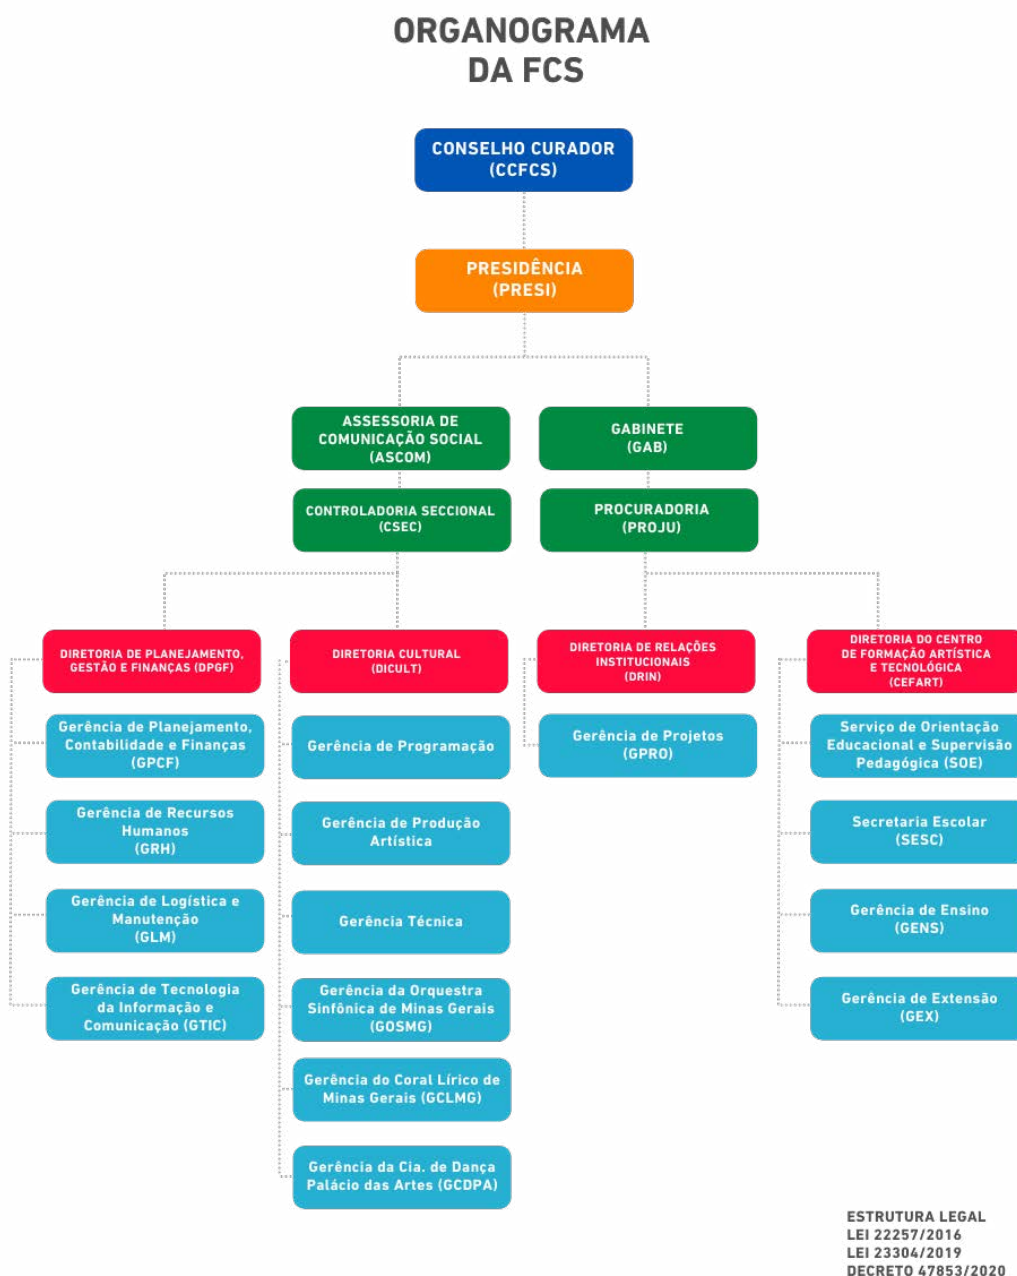 ORGANOGRAMA
DA FCS
CONSELHO CURADOR
(CCFCS)
PRESIDÊNCIA
(PRESI)
ASSESSORIA DE
COMUNICAÇÃO SOCIAL
(ASCOM)
GABINETE
(GAB)
CONTROLADORIA SECCIONAL
(CSEC)
PROCURADORIA
(PROJU)
DIRETORIA DE PLANEJAMENTO,
GESTÃO E FINANÇAS (DPGF)
Gerência de Planejamento,
Contabilidade e Finanças
(GPCF)
Gerência de Recursos
Humanos
(GRH)
Gerência de Logística e
Manutenção
(GLM)
Gerência de Tecnologia
da Informação e
Comunicação (GTIC)
DIRETORIA CULTURAL
(DICULT)
Gerência de Programação
Gerência de Produção
Artística
Gerência Técnica
Gerência da Orquestra
Sinfônica de Minas Gerais
(GOSMG)
Gerência do Coral Lírico de
Minas Gerais (GCLMG)
Gerência da Cia. de Dança
Palácio das Artes (GCDPA)
DIRETORIA DE RELAÇÕES
INSTITUCIONAIS
(DRIN)
Gerência de Projetos
(GPRO)
DIRETORIA DO CENTRO
DE FORMAÇÃO ARTÍSTICA
E TECNOLÓGICA
(CEFART)
Serviço de Orientação
Educacional e Supervisão
Pedagógica (SOE)
Secretaria Escolar
(SESC)
Gerência de Ensino
(GENS)
Gerência de Extensão
(GEX)
ESTRUTURA LEGAL
LEI 22257/2016
LEI 23304/2019
DECRETO 47853/2020